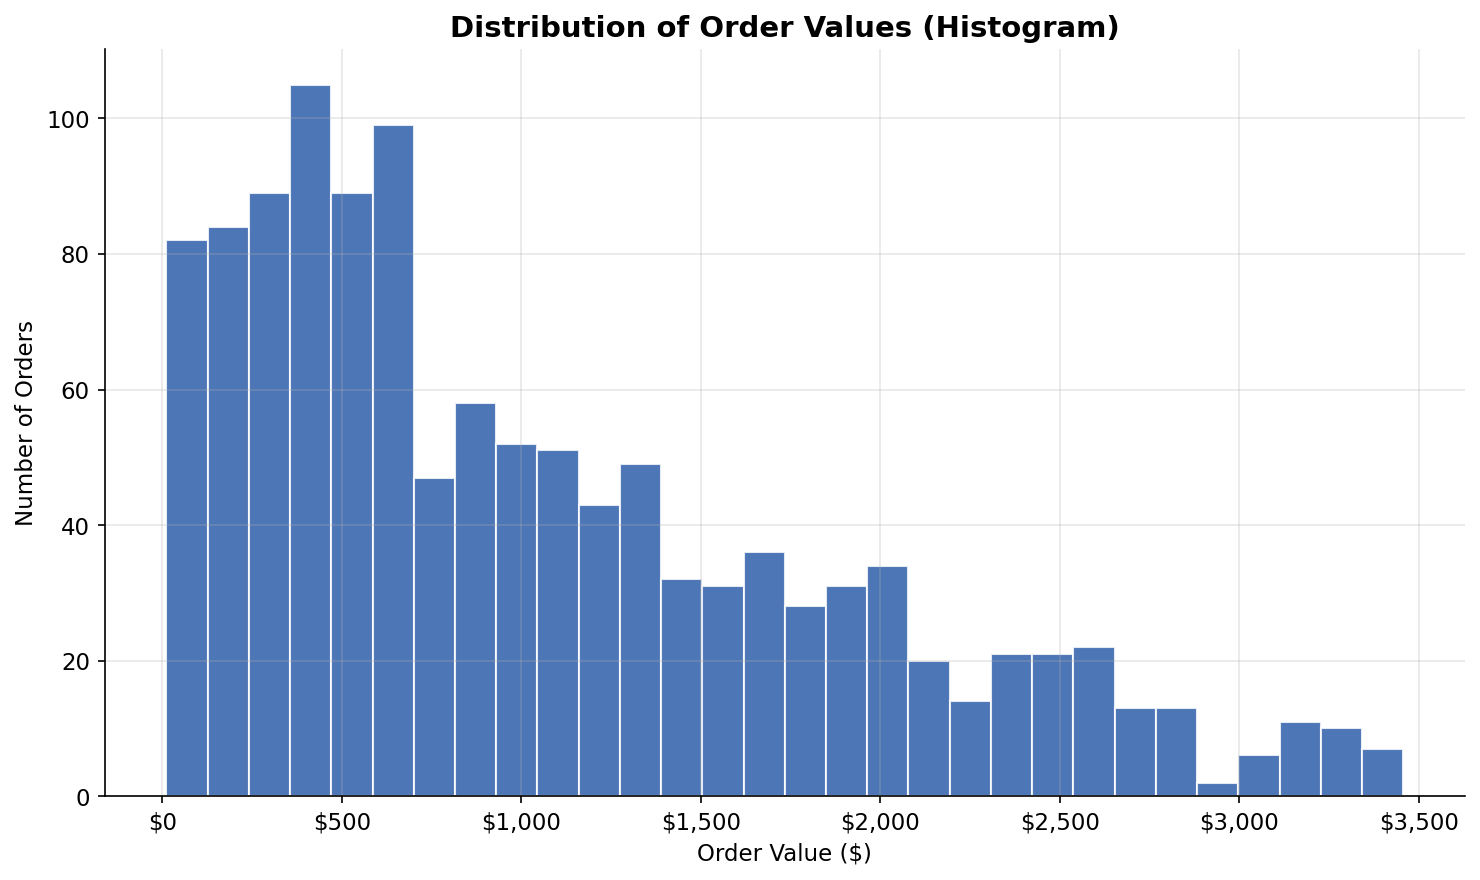 Distribution of Order Values (Histogram)
100
80
60
40
20
0
Number of Orders
$0 $500 $1,000 $1,500 $2,000 $2,500 $3,000 $3,500
Order Value ($)